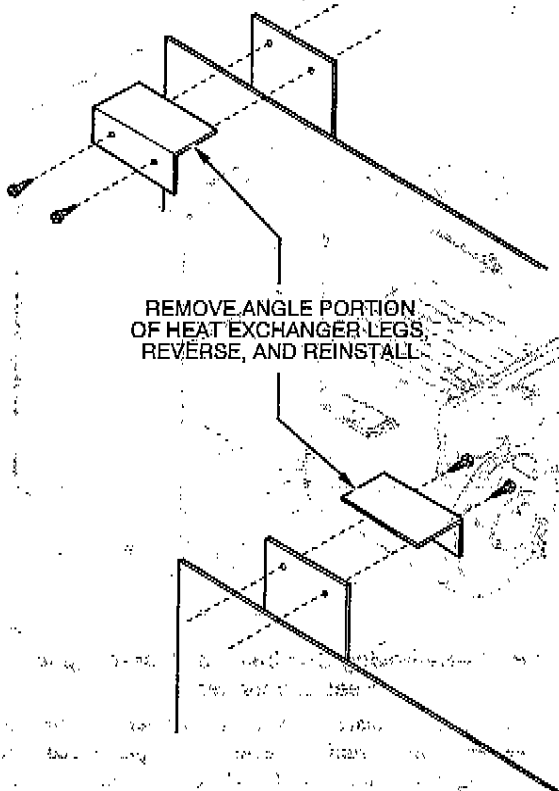 REMOVE ANGLE PORTION
OF HEAT EXCHANGER LEGS,
REVERSE, AND REINSTALL